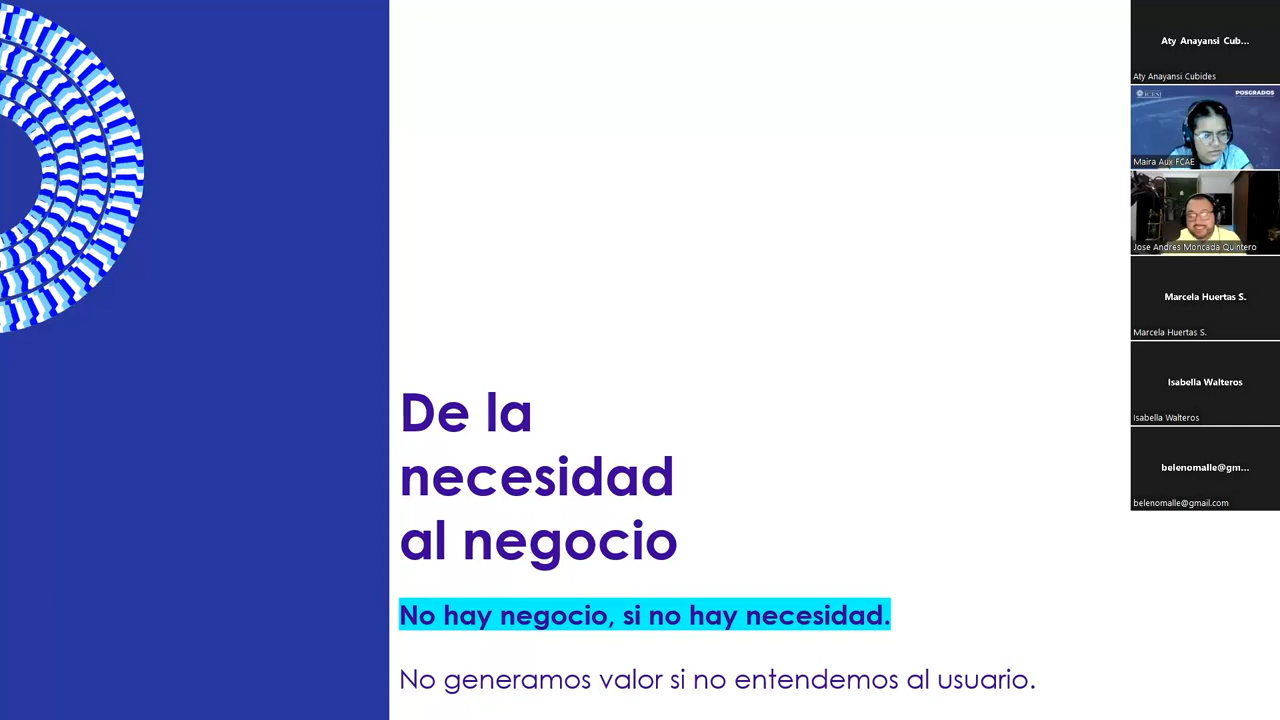 De la
necesidad
al negocio
No hay negocio, si no hay necesidad.
No generamos valor si no entendemos al usuario.
Aty Anayansi Cub...
Aty Anayansi Cubides
ICESI
POSGRADOS
Maira Aux FCAE
Jose Andres Moncada Quintero
Marcela Huertas S.
Marcela Huertas S.
Isabella Walteros
Isabella Walteros
belenomalle@gm...
belenomalle@gmail.com